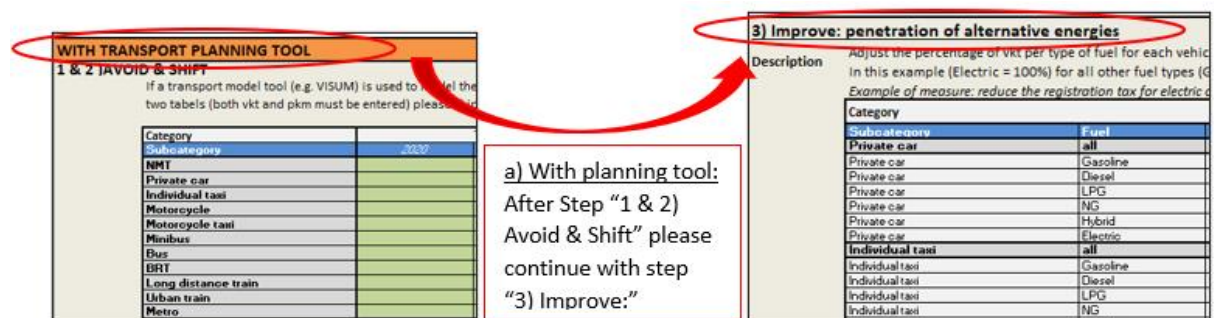 WITH TRANSPORT PLANNING TOOL
1 & 2 )AVOID & SHIFT
If a transport model tool (e.g. VISUM) is used to model the
two tabels (both vkt and pkm must be entered) please
Category
Subcategory 2020
NMT
Private car
Individual taxi
Motorcycle
Motorcycle taxi
Minibus
Bus
BRT
Long distance train
Urban train
Metro
a) With planning tool:
After Step “1 & 2)
Avoid & Shift” please
continue with step
“3) Improve:”
3) Improve: penetration of alternative energies
Description Adjust the percentage of vkt per type of fuel for each vehic
In this example (Electric = 100%) for all other fuel types (G
Example of measure: reduce the registration tax for electric
Category
Subcategory Fuel
Private car all
Private car Gasoline
Private car Diesel
Private car LPG
Private car NG
Private car Hybrid
Private car Electric
Individual taxi all
Individual taxi Gasoline
Individual taxi Diesel
Individual taxi LPG
Individual taxi NG